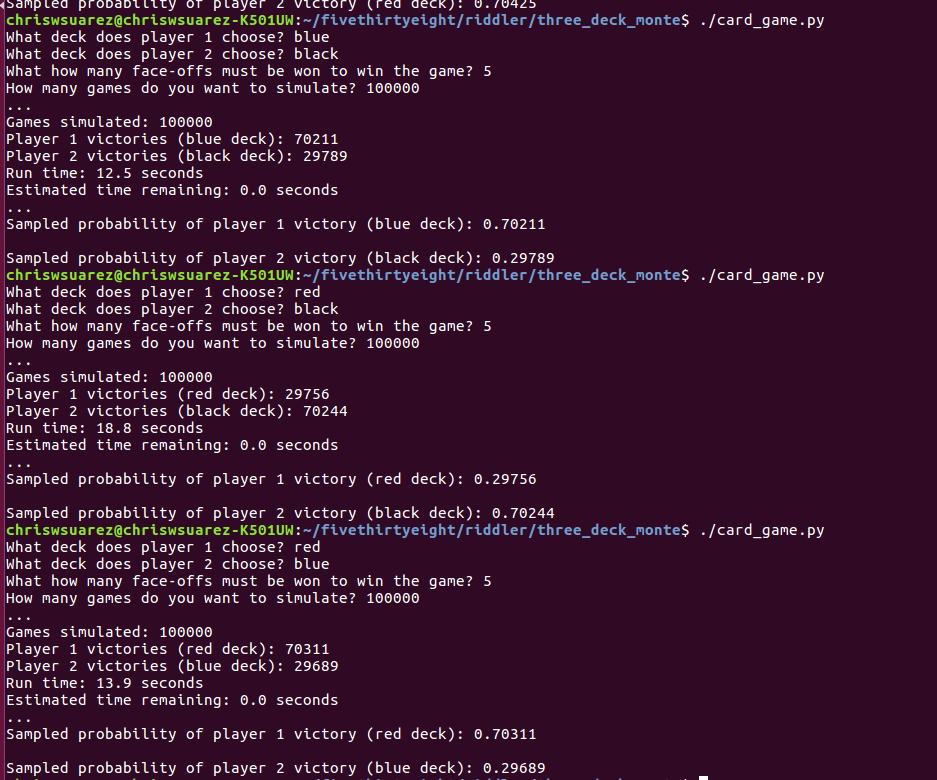 Sampled probability of player 2 victory (red deck): 0.70425
chriswsuarez@chriswsuarez-K501UW:~/fivethirtyeight/riddler/three_deck_monte$ ./card_game.py
What deck does player 1 choose? blue
What deck does player 2 choose? black
What how many face-offs must be won to win the game? 5
How many games do you want to simulate? 100000
...
Games simulated: 100000
Player 1 victories (blue deck): 70211
Player 2 victories (black deck): 29789
Run time: 12.5 seconds
Estimated time remaining: 0.0 seconds
...
Sampled probability of player 1 victory (blue deck): 0.70211
Sampled probability of player 2 victory (black deck): 0.29789
chriswsuarez@chriswsuarez-K501UW:~/fivethirtyeight/riddler/three_deck_monte$ ./card_game.py
What deck does player 1 choose? red
What deck does player 2 choose? black
What how many face-offs must be won to win the game? 5
How many games do you want to simulate? 100000
...
Games simulated: 100000
Player 1 victories (red deck): 29756
Player 2 victories (black deck): 70244
Run time: 18.8 seconds
Estimated time remaining: 0.0 seconds
...
Sampled probability of player 1 victory (red deck): 0.29756
Sampled probability of player 2 victory (black deck): 0.70244
chriswsuarez@chriswsuarez-K501UW:~/fivethirtyeight/riddler/three_deck_monte$ ./card_game.py
What deck does player 1 choose? red
What deck does player 2 choose? blue
What how many face-offs must be won to win the game? 5
How many games do you want to simulate? 100000
...
Games simulated: 100000
Player 1 victories (red deck): 70311
Player 2 victories (blue deck): 29689
Run time: 13.9 seconds
Estimated time remaining: 0.0 seconds
...
Sampled probability of player 1 victory (red deck): 0.70311
Sampled probability of player 2 victory (blue deck): 0.29689